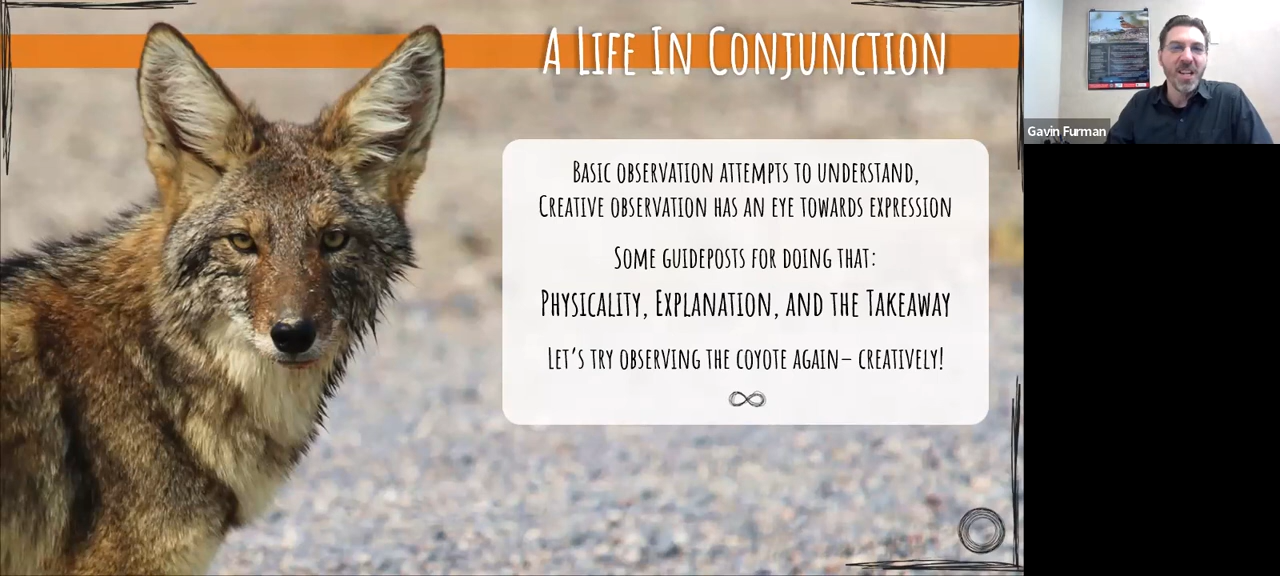 A Life In Conjunction
Basic observation attempts to understand,
Creative observation has an eye towards expression
Some guideposts for doing that:
Physicality, Explanation, and the Takeaway
Let's try observing the coyote again– creatively!
Gavin Furman